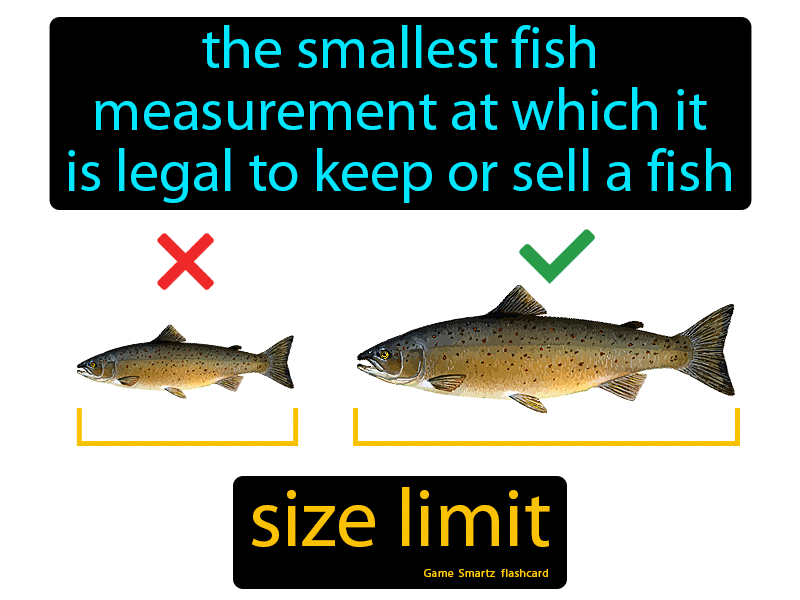 the smallest fish
measurement at which it
is legal to keep or sell a fish
size limit
Game Smartz flashcard